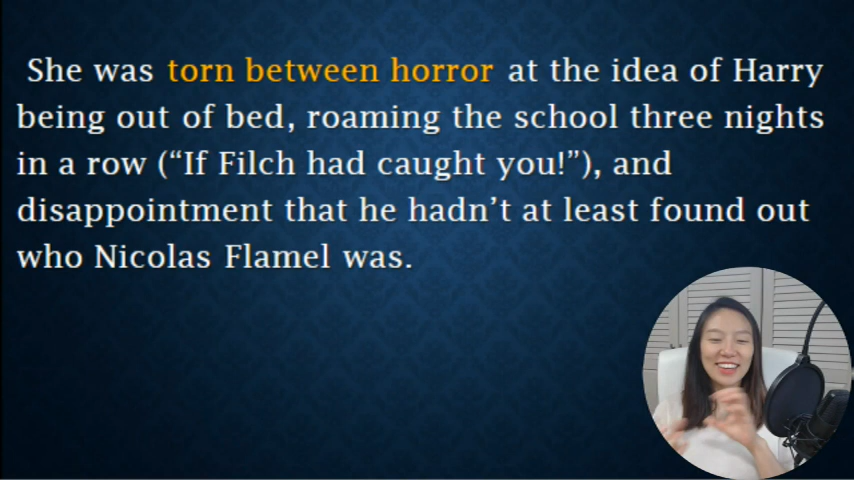 She was torn between horror at the idea of Harry
being out of bed, roaming the school three nights
in a row (“If Filch had caught you!”), and
disappointment that he hadn’t at least found out
who Nicolas Flamel was.